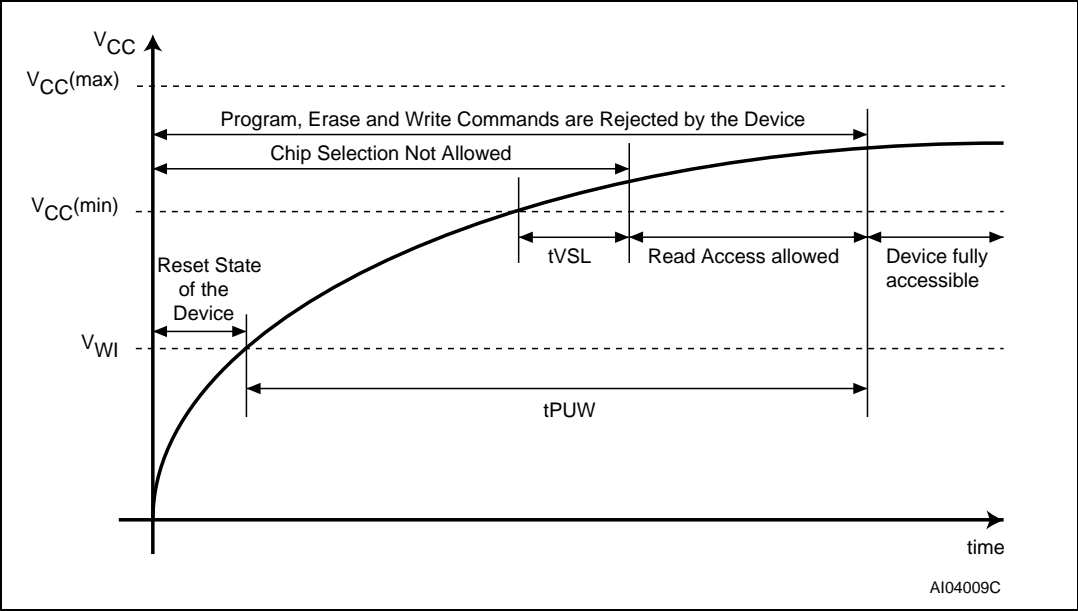 VCC
VCC(max)
Program, Erase and Write Commands are Rejected by the Device
Chip Selection Not Allowed
VCC(min)
tVSL
Read Access allowed
Device fully
accessible
Reset State
of the
Device
VWI
tPUW
time
AI04009C